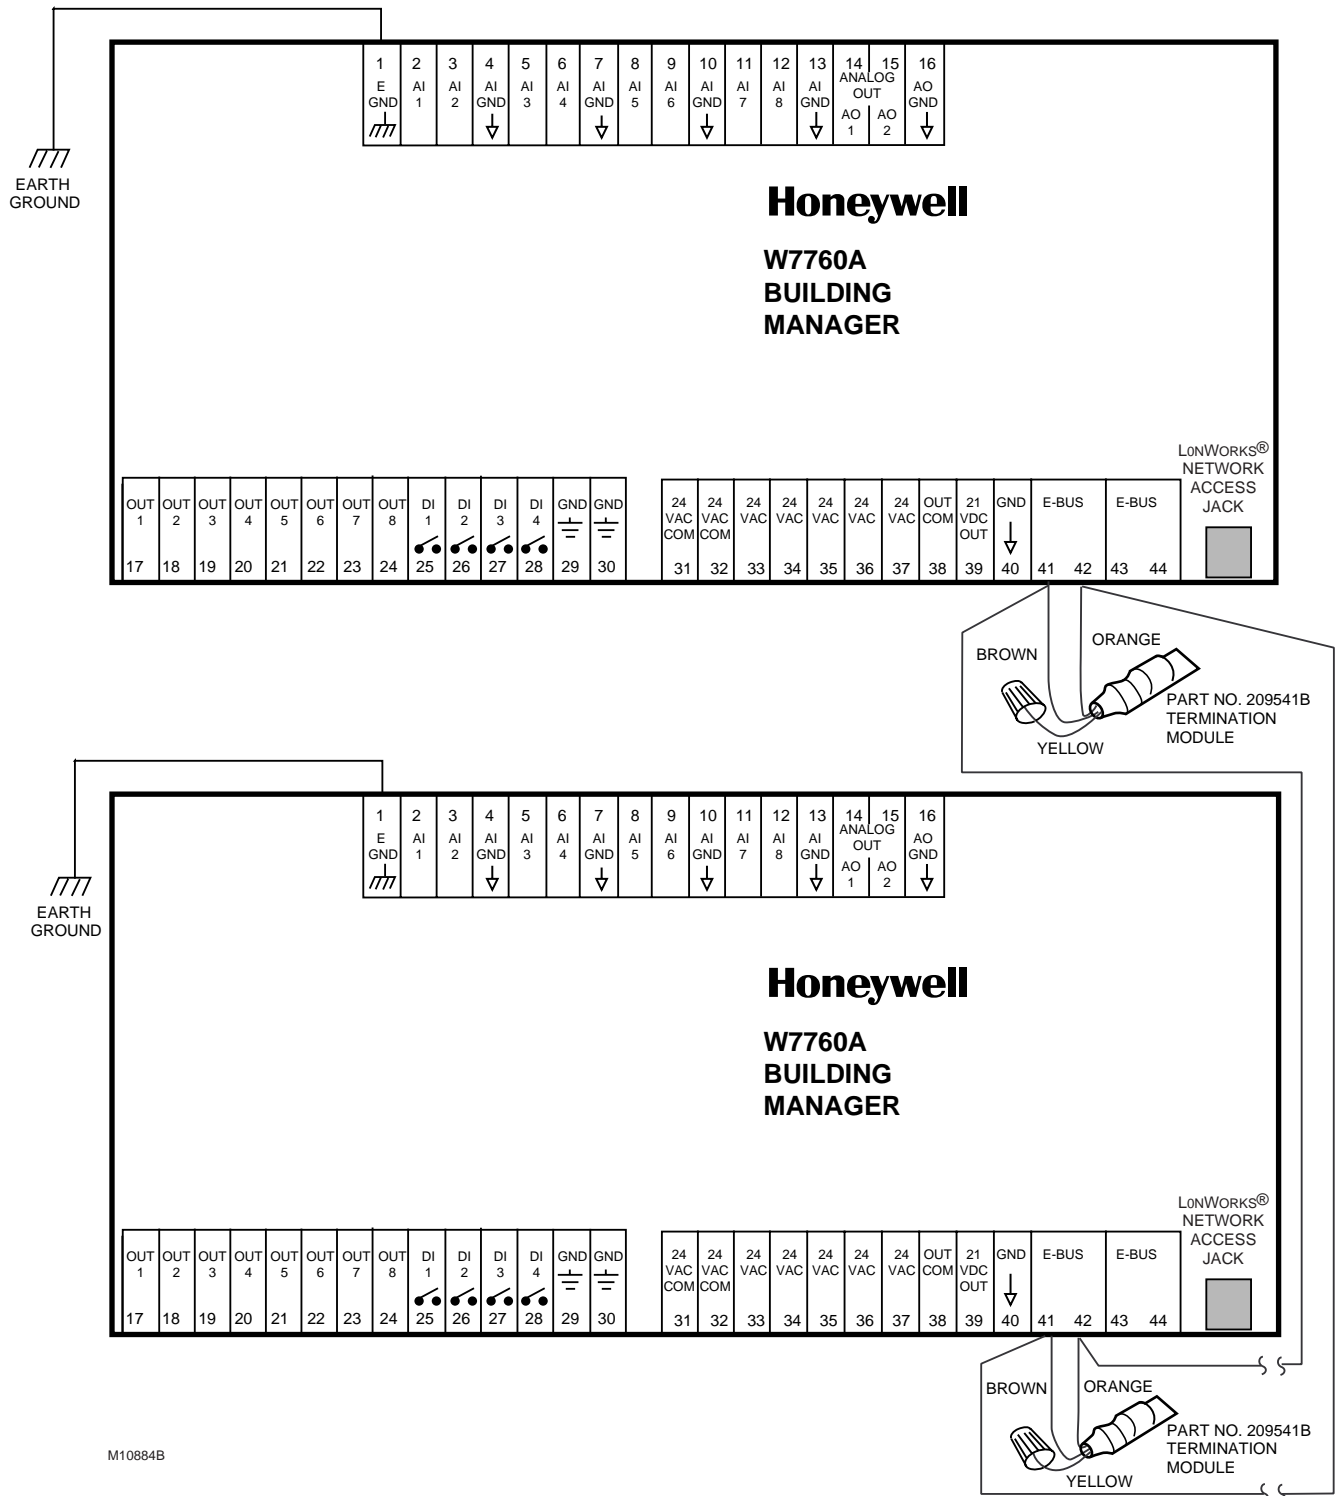 1 2 3 4 5 6 7 8 9 10 11 12 13 14 15 16
E GND AI 1 AI 2 AI GND AI 3 AI 4 AI GND AI 5 AI 6 AI GND AI 7 AI 8 AI GND ANALOG OUT AO 1 AO 2 AO GND
EARTH
GROUND
Honeywell
W7760A
BUILDING
MANAGER
LONWORKS®
NETWORK
ACCESS
JACK
OUT 1 OUT 2 OUT 3 OUT 4 OUT 5 OUT 6 OUT 7 OUT 8 DI 1 DI 2 DI 3 DI 4 GND GND
17 18 19 20 21 22 23 24 25 26 27 28 29 30
24 VAC COM 24 VAC COM 24 VAC 24 VAC 24 VAC 24 VAC 24 VAC OUT COM 21 VDC OUT GND E-BUS E-BUS
31 32 33 34 35 36 37 38 39 40 41 42 43 44
BROWN
ORANGE
YELLOW
PART NO. 209541B
TERMINATION
MODULE
1 2 3 4 5 6 7 8 9 10 11 12 13 14 15 16
E GND AI 1 AI 2 AI GND AI 3 AI 4 AI GND AI 5 AI 6 AI GND AI 7 AI 8 AI GND ANALOG OUT AO 1 AO 2 AO GND
EARTH
GROUND
Honeywell
W7760A
BUILDING
MANAGER
LONWORKS®
NETWORK
ACCESS
JACK
OUT 1 OUT 2 OUT 3 OUT 4 OUT 5 OUT 6 OUT 7 OUT 8 DI 1 DI 2 DI 3 DI 4 GND GND
17 18 19 20 21 22 23 24 25 26 27 28 29 30
24 VAC COM 24 VAC COM 24 VAC 24 VAC 24 VAC 24 VAC 24 VAC OUT COM 21 VDC OUT GND E-BUS E-BUS
31 32 33 34 35 36 37 38 39 40 41 42 43 44
BROWN
ORANGE
YELLOW
PART NO. 209541B
TERMINATION
MODULE
M10884B